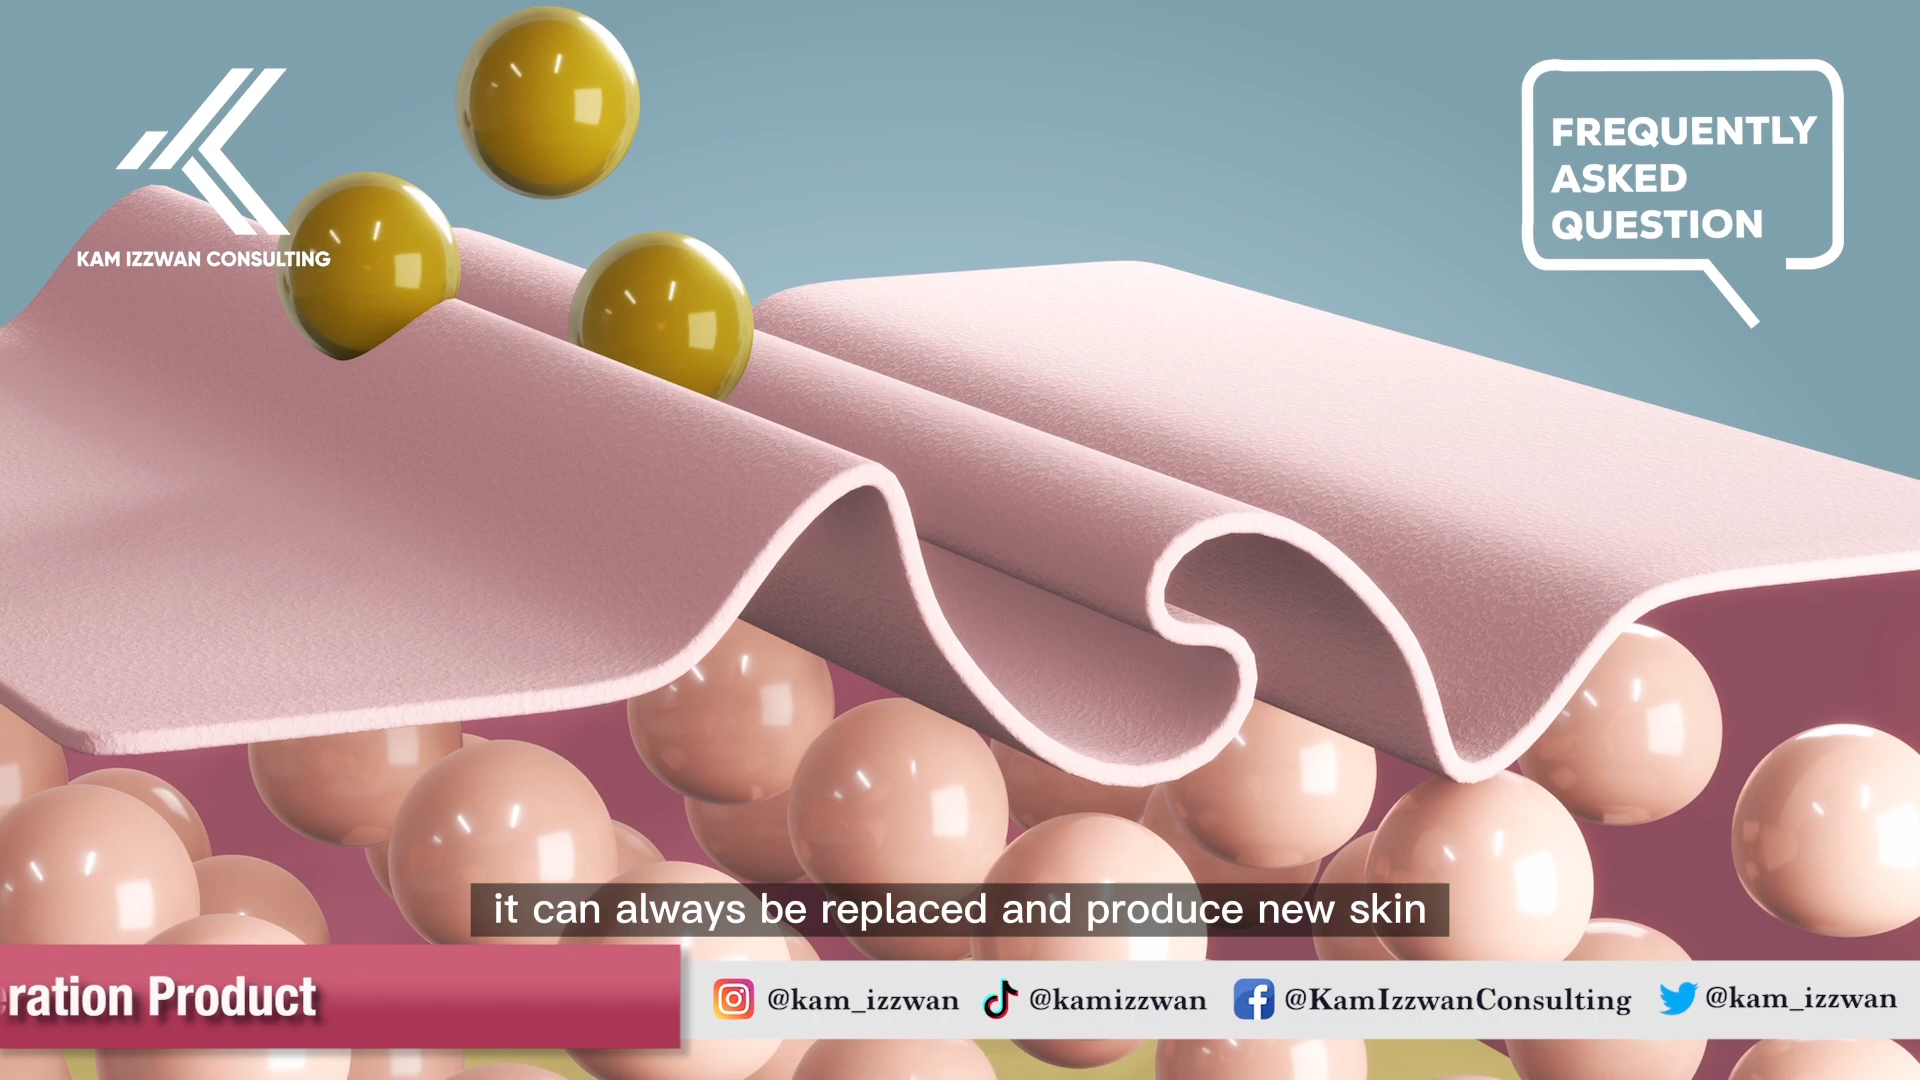 KAM IZZWAN CONSULTING
FREQUENTLY
ASKED
QUESTION
it can always be replaced and produce new skin
ration Product
@kam_izzwan
@kamizzwan
@KamIzzwanConsulting
@kam_izzwan